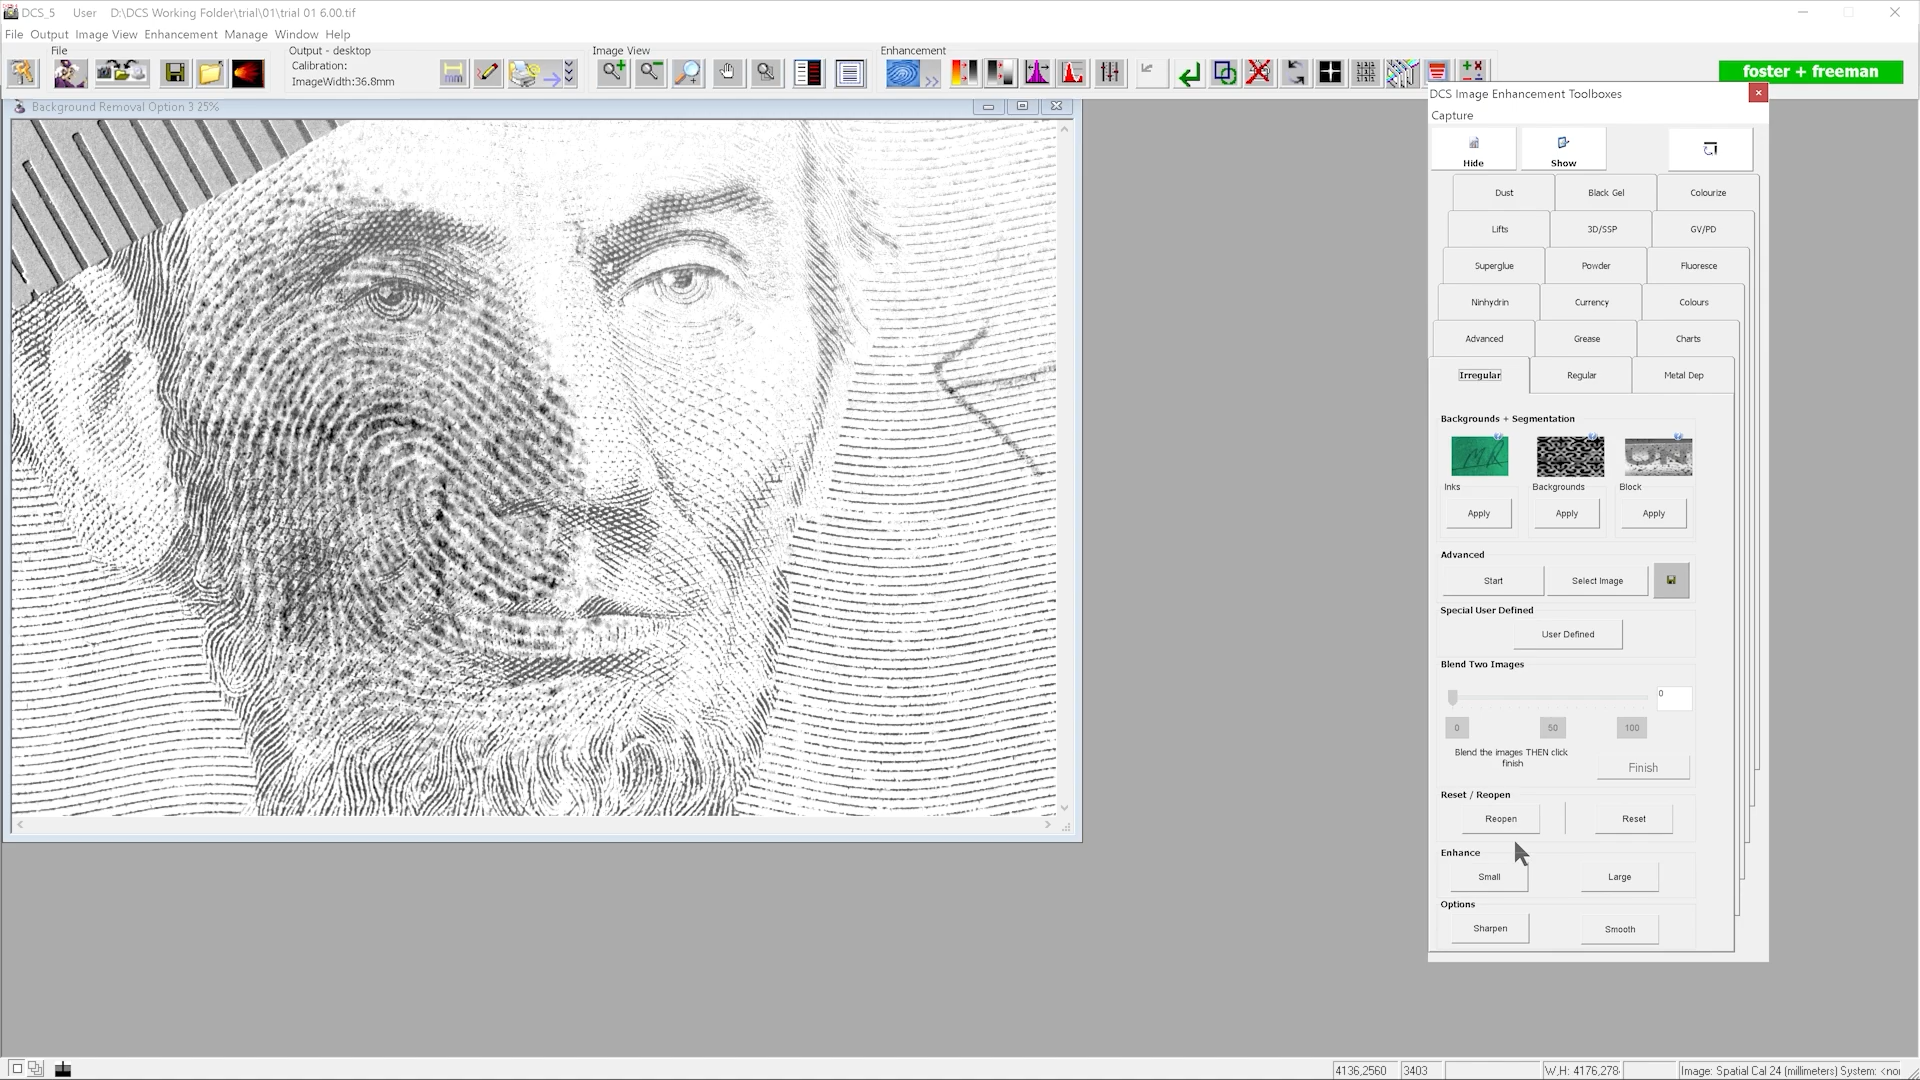 DCS_5 User D:\DCS Working Folder\trial\01\trial 01 6.00.tif
File Output Image View Enhancement Manage Window Help
File
Output - desktop
Calibration:
ImageWidth:36.8mm
Image View
Enhancement
foster + freeman
Background Removal Option 3 25%
DCS Image Enhancement Toolboxes
Capture
Hide Show
Dust Black Gel Colourize
Lifts 3D/SSP GV/PD
Superglue Powder Fluoresce
Ninhydrin Currency Colours
Advanced Grease Charts
Irregular Regular Metal Dep
Backgrounds + Segmentation
Inks Backgrounds Block
Apply Apply Apply
Advanced
Start Select Image
Special User Defined
User Defined
Blend Two Images
0
0 50 100
Blend the images THEN click
finish
Finish
Reset / Reopen
Reopen Reset
Enhance
Small Large
Options
Sharpen Smooth
4136,2560 3403 W,H: 4176,278 Image: Spatial Cal 24 (millimeters) System: <nor